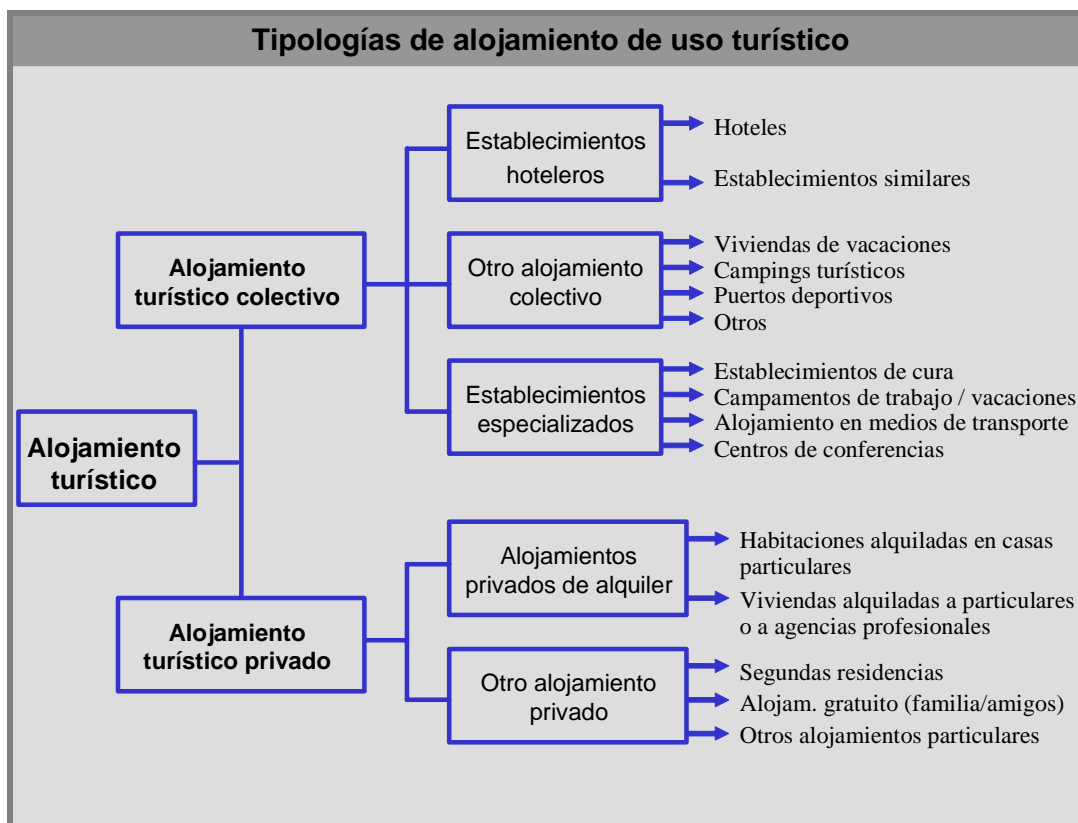 Tipologías de alojamiento de uso turístico
Establecimientos
hoteleros
Hoteles
Establecimientos similares
Alojamiento
turístico colectivo
Otro alojamiento
colectivo
Viviendas de vacaciones
Campings turísticos
Puertos deportivos
Otros
Establecimientos
especializados
Establecimientos de cura
Campamentos de trabajo / vacaciones
Alojamiento en medios de transporte
Centros de conferencias
Alojamiento
turístico
Alojamientos
privados de alquiler
Habitaciones alquiladas en casas
particulares
Viviendas alquiladas a particulares
o a agencias profesionales
Alojamiento
turístico privado
Otro alojamiento
privado
Segundas residencias
Alojam. gratuito (familia/amigos)
Otros alojamientos particulares